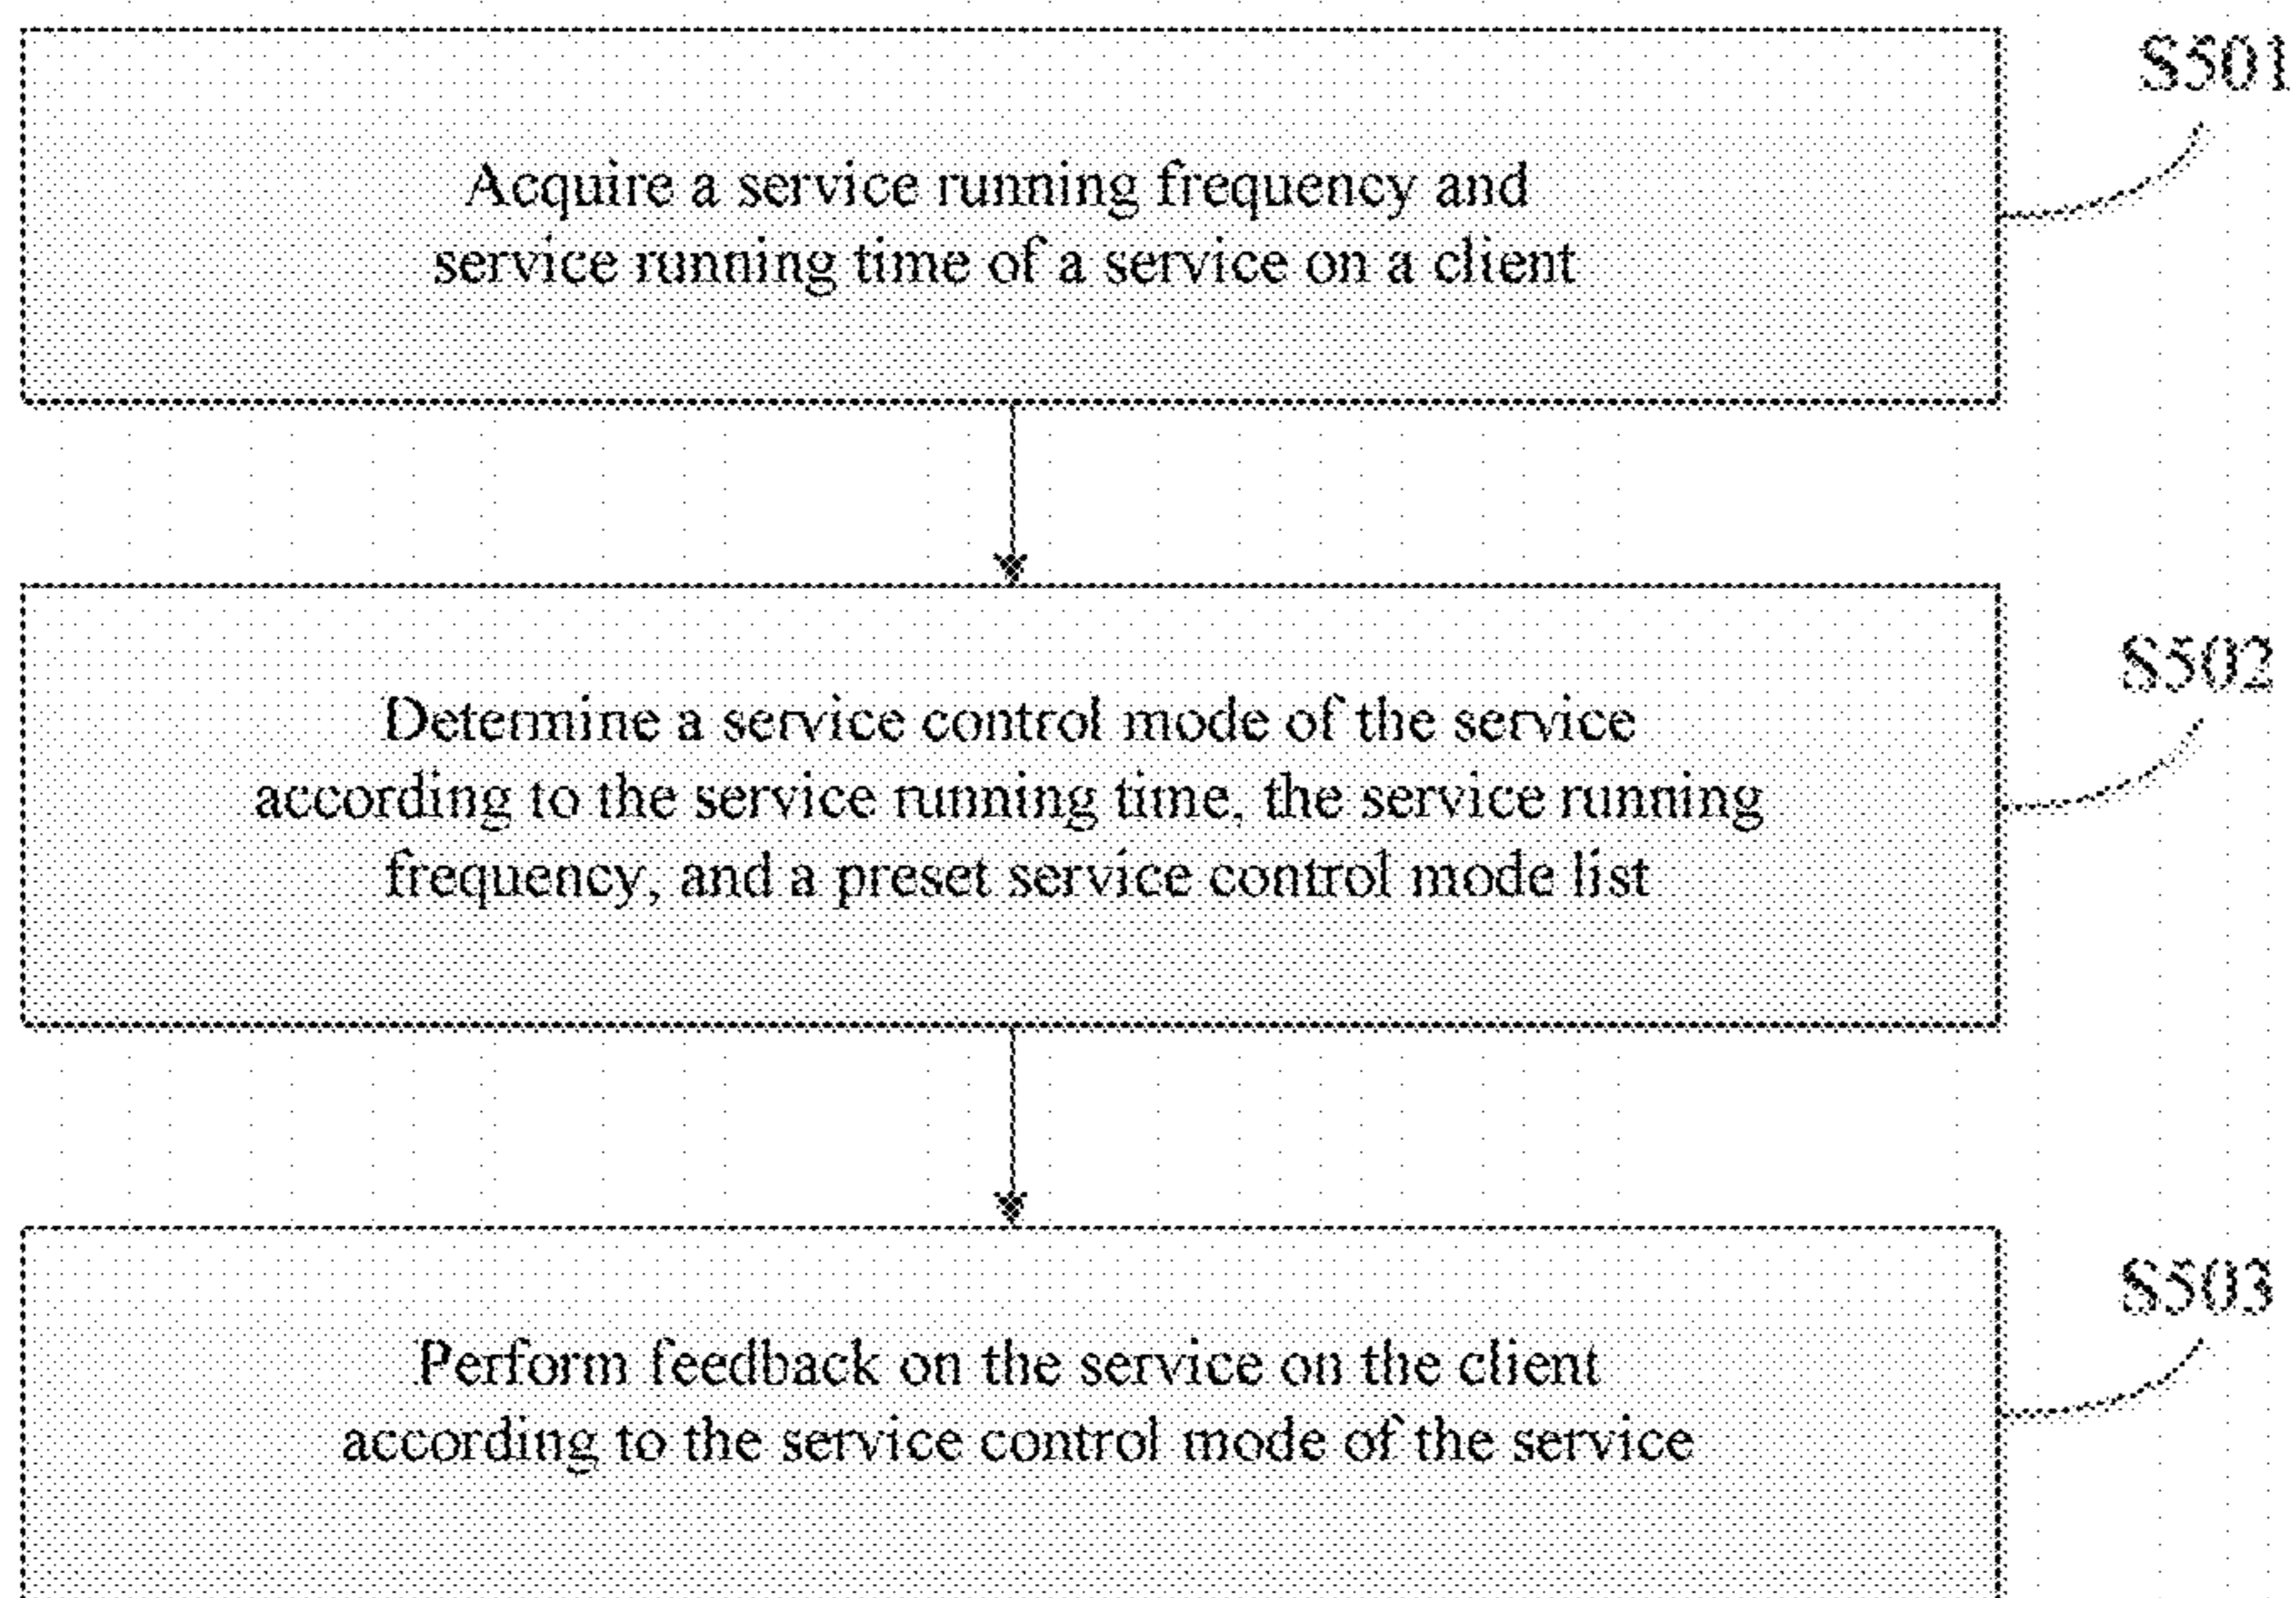 S501
Acquire a service running frequency and
service running time of a service on a client
S502
Determine a service control mode of the service
according to the service running time, the service running
frequency, and a preset service control mode list
S503
Perform feedback on the service on the client
according to the service control mode of the service